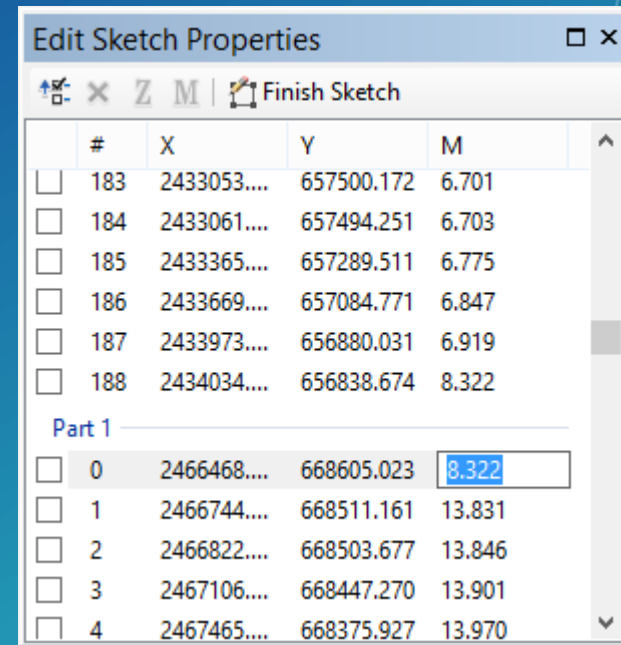 Edit Sketch Properties
Z M Finish Sketch
# X Y M
183 2433053.... 657500.172 6.701
184 2433061.... 657494.251 6.703
185 2433365.... 657289.511 6.775
186 2433669.... 657084.771 6.847
187 2433973.... 656880.031 6.919
188 2434034.... 656838.674 8.322
Part 1
0 2466468.... 668605.023 8.322
1 2466744.... 668511.161 13.831
2 2466822.... 668503.677 13.846
3 2467106.... 668447.270 13.901
4 2467465.... 668375.927 13.970